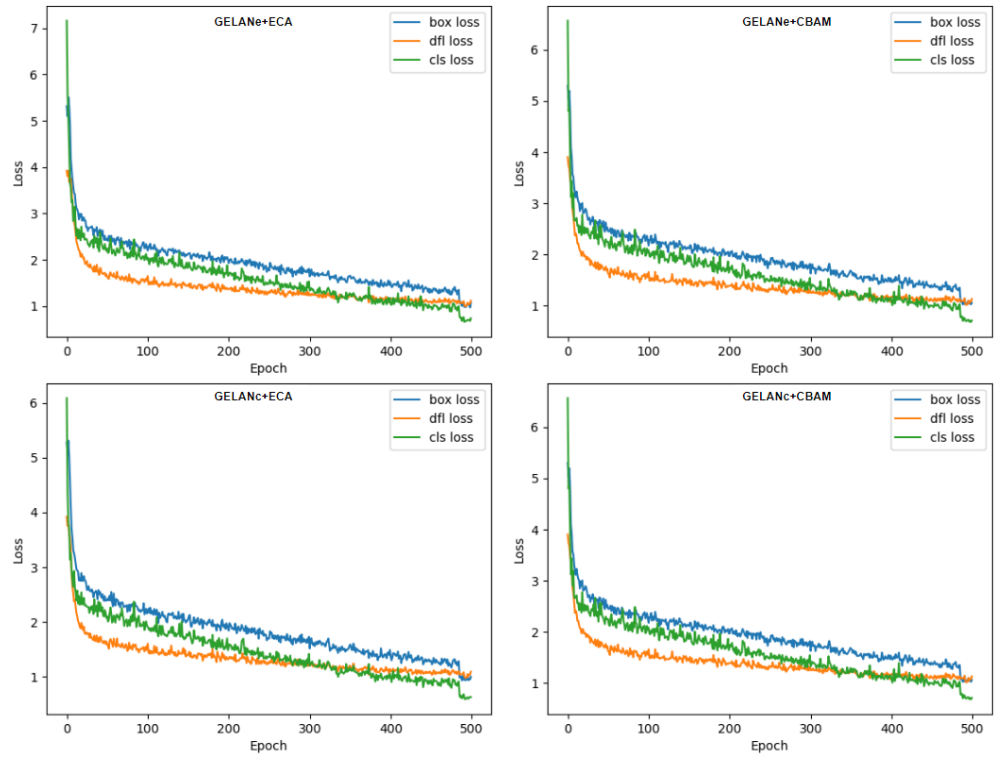 GELANe+ECA
box loss
dfl loss
cls loss
7
6
5
4
3
2
1
Loss
0 100 200 300 400 500
Epoch
GELANe+CBAM
box loss
dfl loss
cls loss
6
5
4
3
2
1
Loss
0 100 200 300 400 500
Epoch
GELANc+ECA
box loss
dfl loss
cls loss
6
5
4
3
2
1
Loss
0 100 200 300 400 500
Epoch
GELANc+CBAM
box loss
dfl loss
cls loss
6
5
4
3
2
1
Loss
0 100 200 300 400 500
Epoch